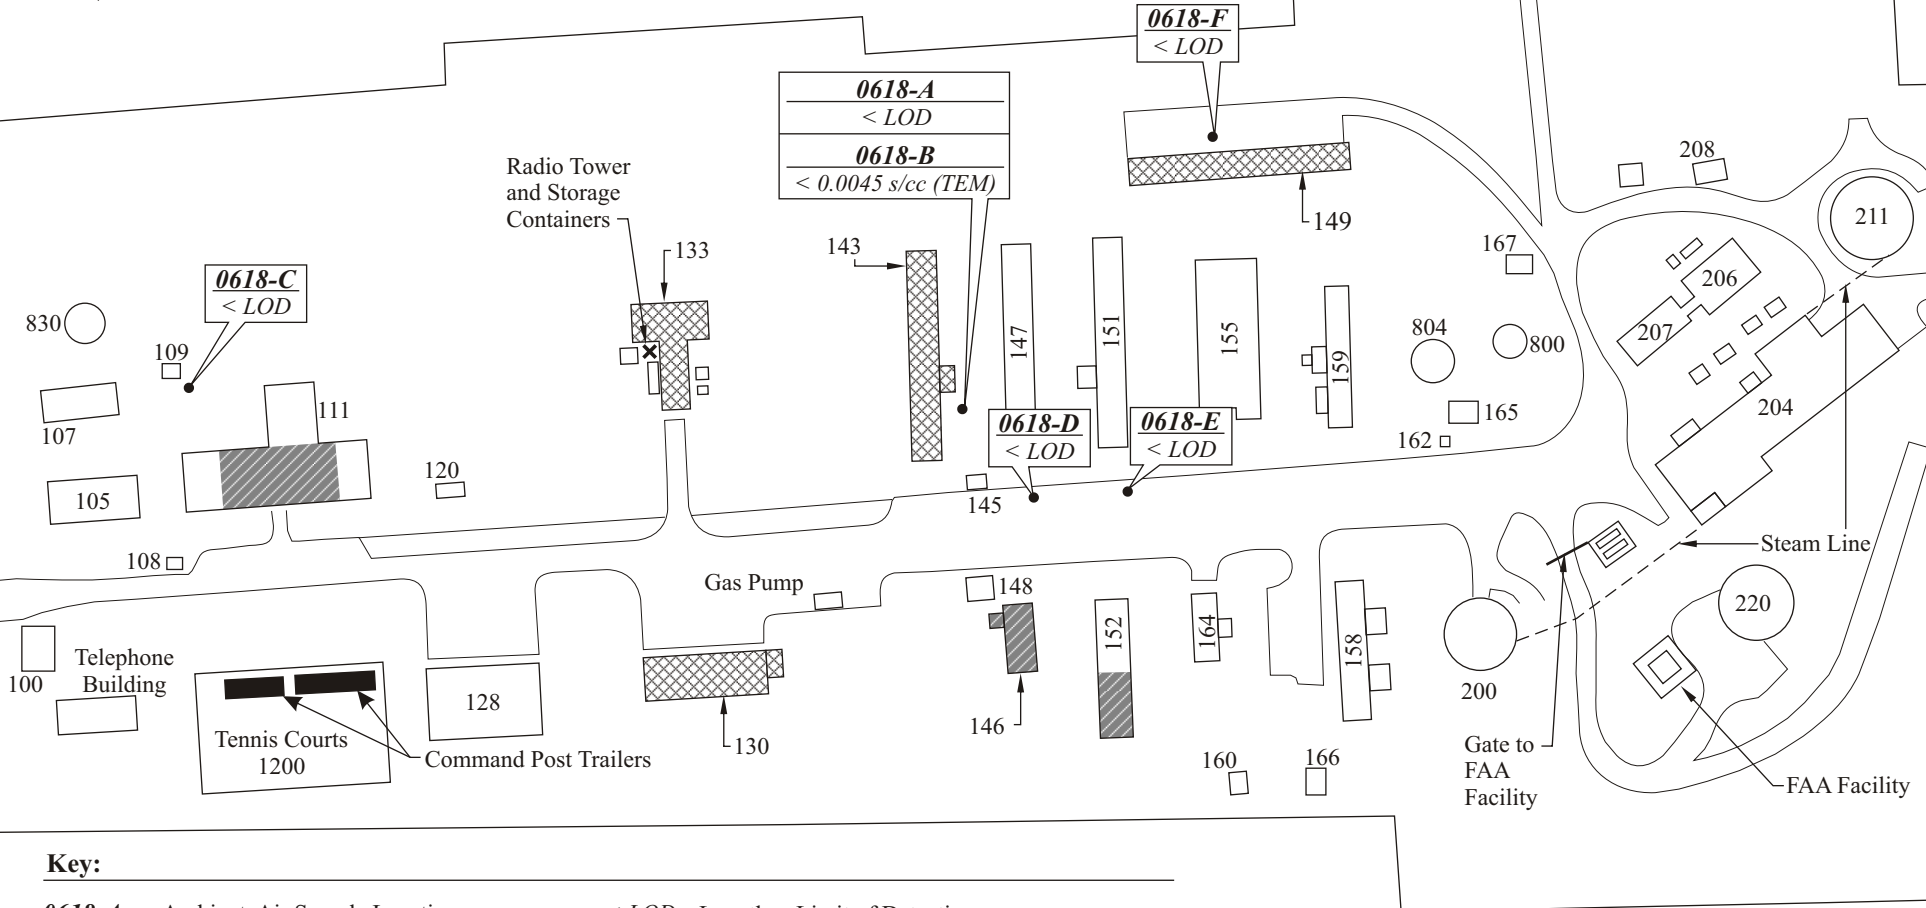 0618-F
< LOD
0618-A
< LOD
0618-B
< 0.0045 s/cc (TEM)
Radio Tower
and Storage
Containers
208
149
211
133
143
167
0618-C
< LOD
206
830
207
147
151
155
804
800
159
109
111
107
204
0618-D
< LOD
0618-E
< LOD
165
162
120
105
145
108
Steam Line
Gas Pump
148
220
152
164
158
Telephone
Building
100
200
128
146
Tennis Courts
1200
130
Command Post Trailers
160
166
Gate to
FAA
Facility
FAA Facility
Key: